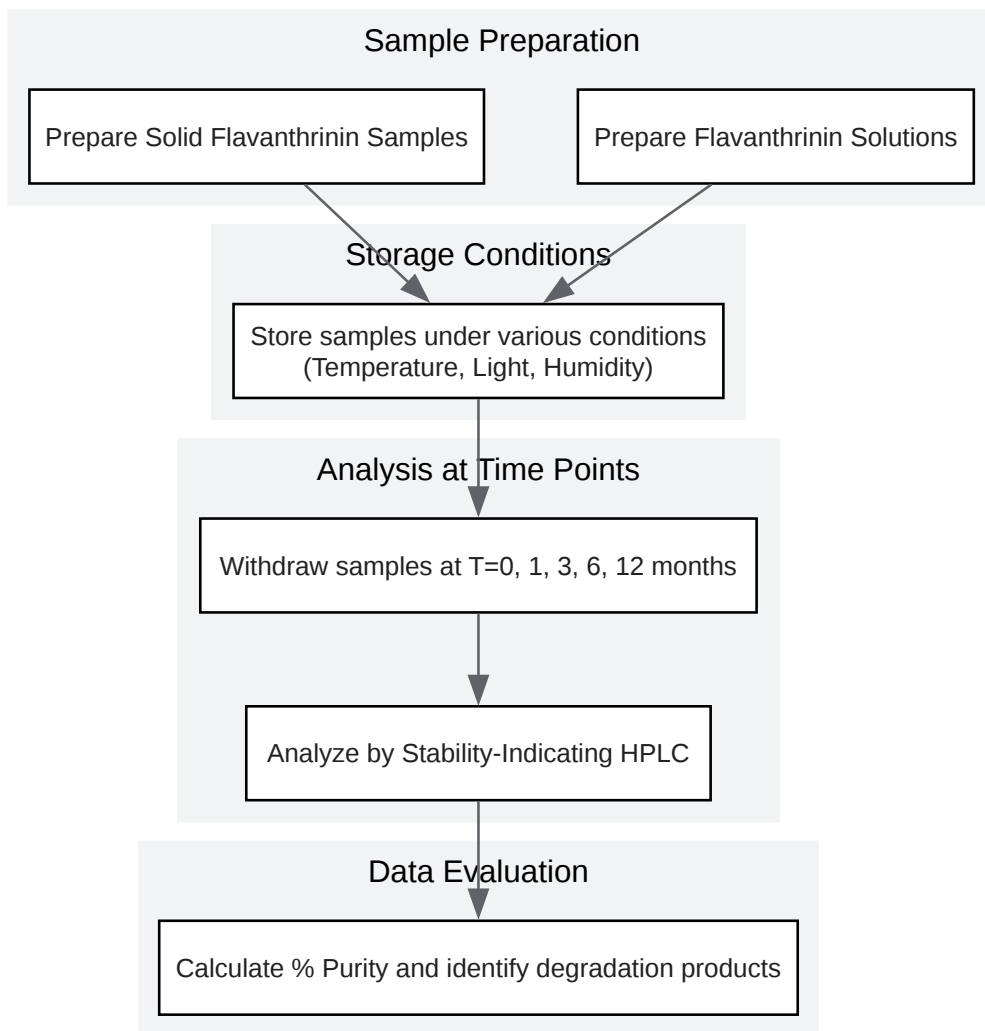 Sample Preparation
Prepare Solid Flavanthrinin Samples
Prepare Flavanthrinin Solutions
Storage Conditions
Store samples under various conditions
(Temperature, Light, Humidity)
Analysis at Time Points
Withdraw samples at T=0, 1, 3, 6, 12 months
Analyze by Stability-Indicating HPLC
Data Evaluation
Calculate % Purity and identify degradation products